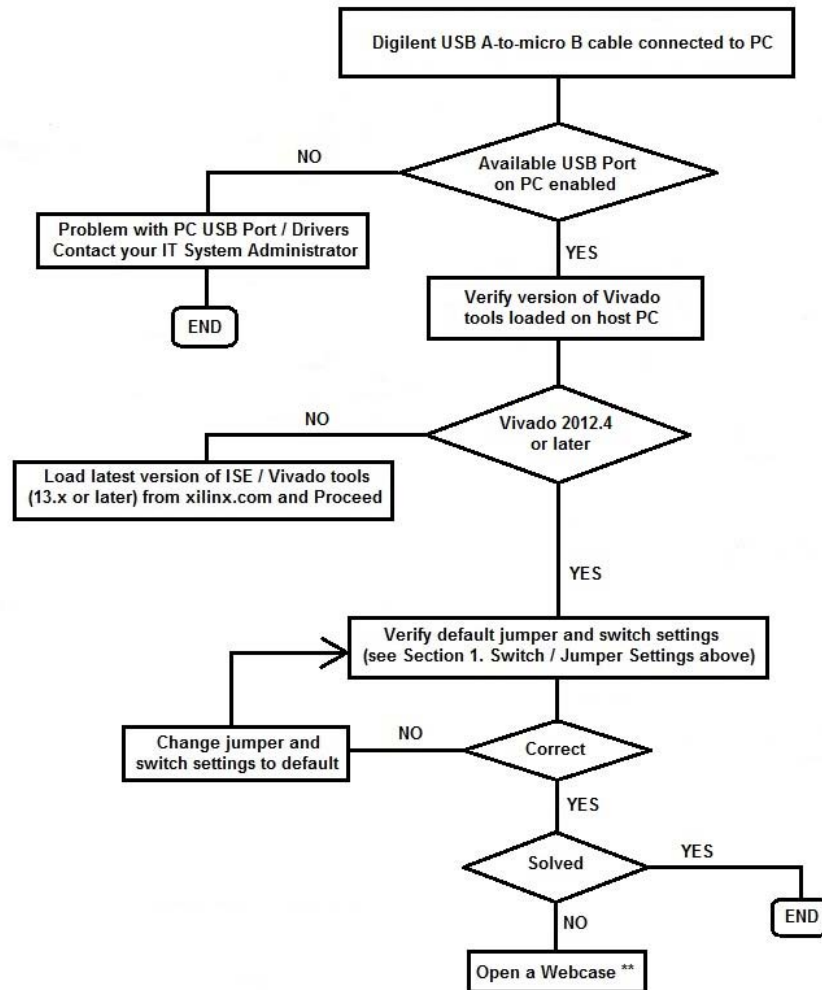 Digilent USB A-to-micro B cable connected to PC
NO
Available USB Port
on PC enabled
Problem with PC USB Port / Drivers
Contact your IT System Administrator
YES
END
Verify version of Vivado
tools loaded on host PC
NO
Vivado 2012.4
or later
Load latest version of ISE / Vivado tools
(13.x or later) from xilinx.com and Proceed
YES
Verify default jumper and switch settings
(see Section 1. Switch / Jumper Settings above)
Change jumper and
switch settings to default
NO
Correct
YES
Solved
YES
END
NO
Open a Webcase **